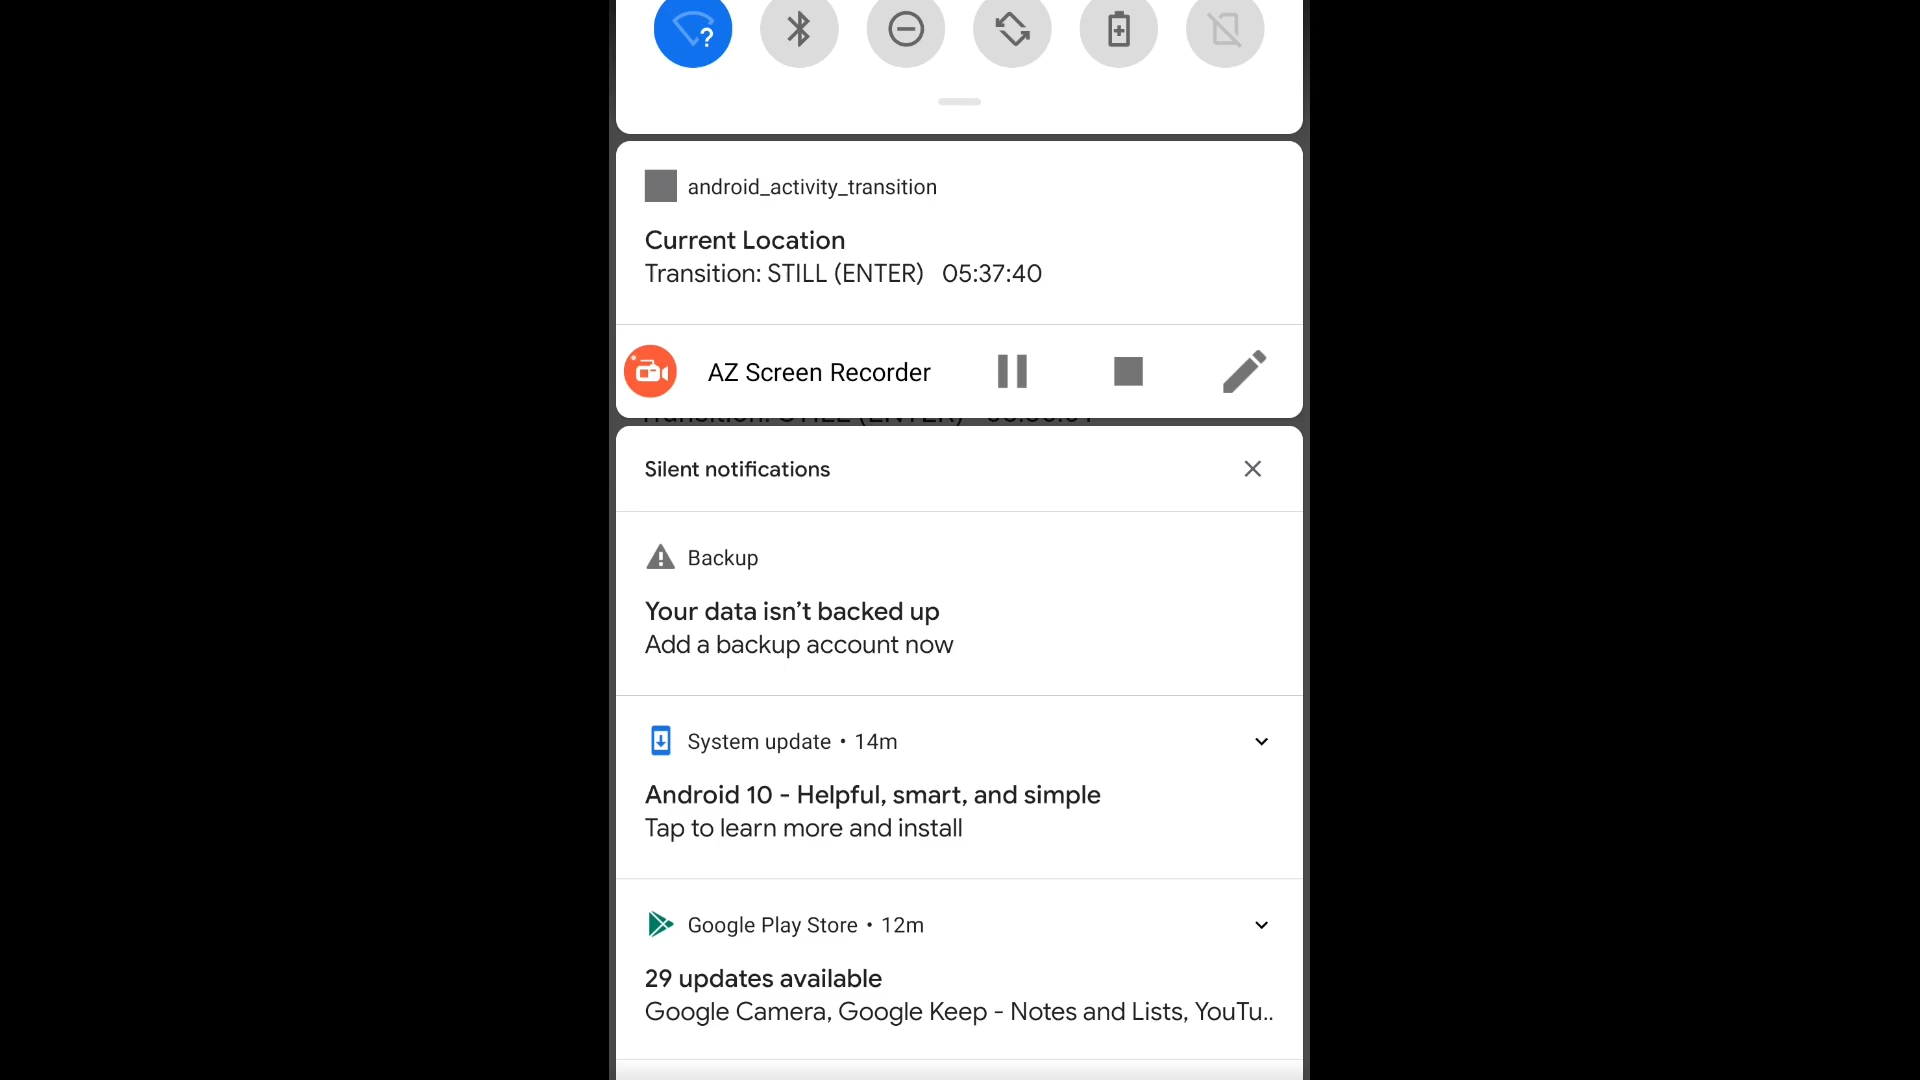 android_activity_transition
Current Location
Transition: STILL (ENTER) 05:37:40
AZ Screen Recorder
Silent notifications
Backup
Your data isn’t backed up
Add a backup account now
System update • 14m
Android 10 - Helpful, smart, and simple
Tap to learn more and install
Google Play Store • 12m
29 updates available
Google Camera, Google Keep - Notes and Lists, YouTu..